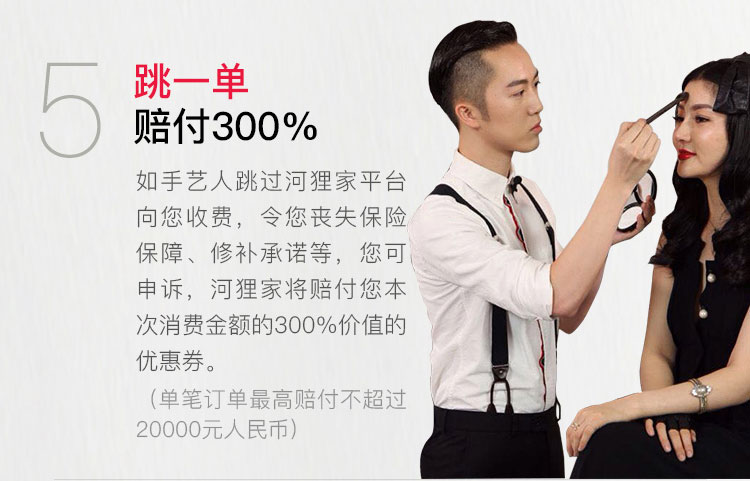 5
跳一单
赔付300%
如手艺人跳过河狸家平台
向您收费，令您丧失保险
保障、修补承诺等，您可
申诉，河狸家将赔付您本
次消费金额的300%价值的
优惠券。
（单笔订单最高赔付不超过
20000元人民币）